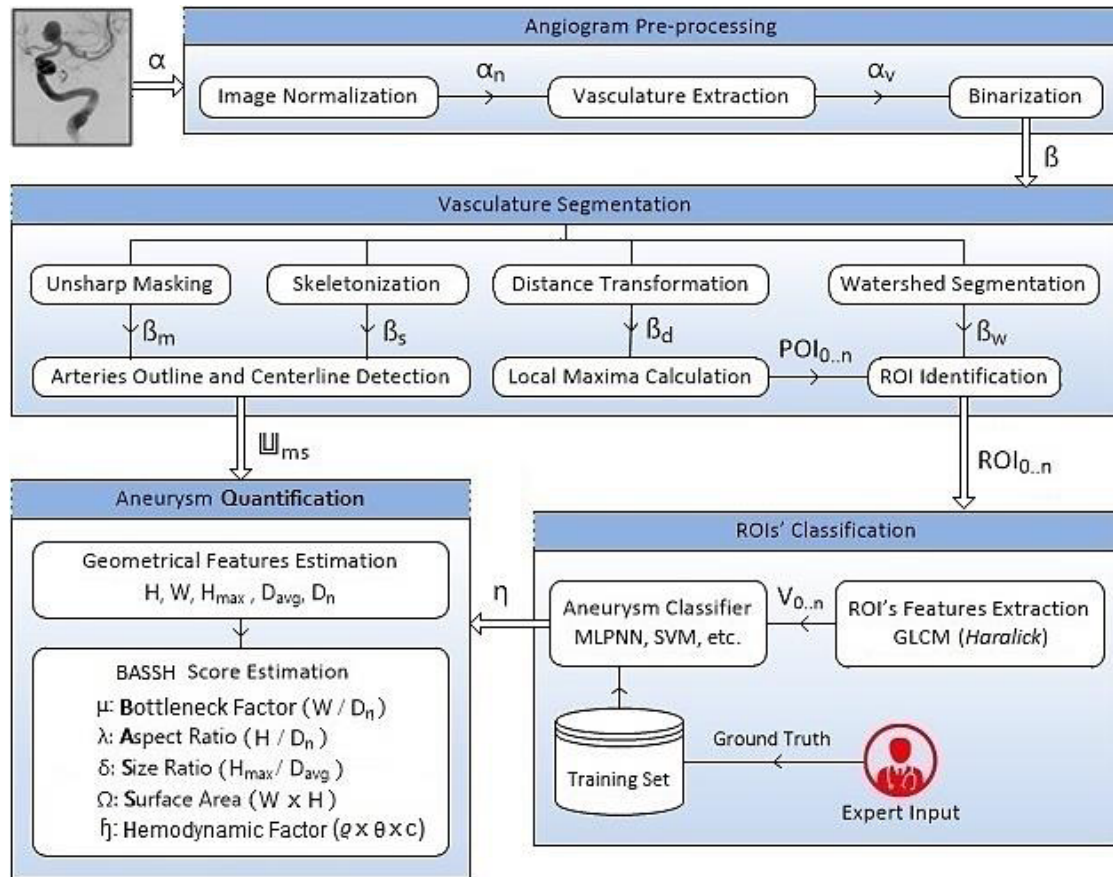 Angiogram Pre-processing
α
Image Normalization
αn
Vasculature Extraction
αv
Binarization
ß
Vasculature Segmentation
Unsharp Masking
Skeletonization
Distance Transformation
Watershed Segmentation
ßm
ßs
ßd
ßw
POI0..n
Arteries Outline and Centerline Detection
Local Maxima Calculation
ROI Identification
𝕌ms
ROI0..n
Aneurysm Quantification
Geometrical Features Estimation
H, W, Hmax , Davg, Dn
BASSH Score Estimation
µ: Bottleneck Factor (W / Dη)
λ: Aspect Ratio (H / Dn)
δ: Size Ratio (Hmax/ Davg)
Ω: Surface Area (W x H)
ɧ: Hemodynamic Factor (ϱ x θ x c)
η
ROIs' Classification
Aneurysm Classifier
MLPNN, SVM, etc.
V0..n
ROI's Features Extraction
GLCM (Haralick)
Training Set
Ground Truth
Expert Input